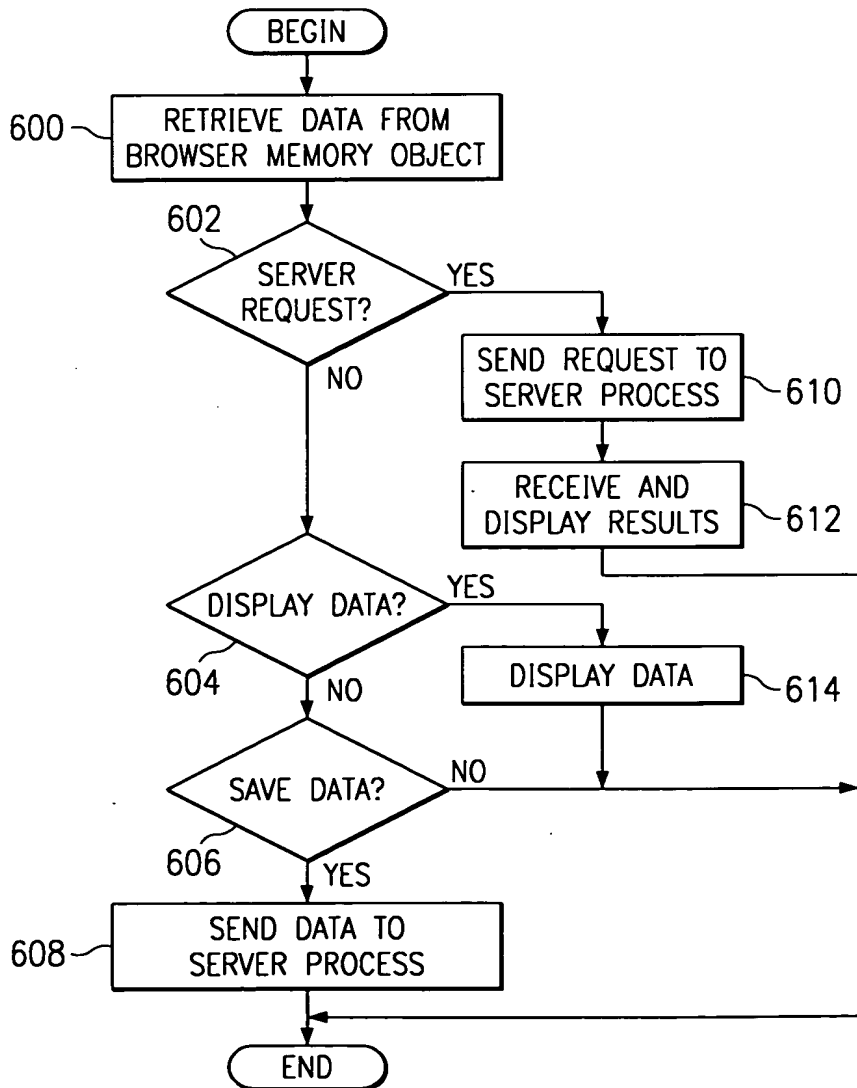 BEGIN
600
RETRIEVE DATA FROM
BROWSER MEMORY OBJECT
602
SERVER
REQUEST?
YES
NO
SEND REQUEST TO
SERVER PROCESS
610
RECEIVE AND
DISPLAY RESULTS
612
DISPLAY DATA?
YES
604
NO
DISPLAY DATA
614
SAVE DATA?
NO
606
YES
608
SEND DATA TO
SERVER PROCESS
END